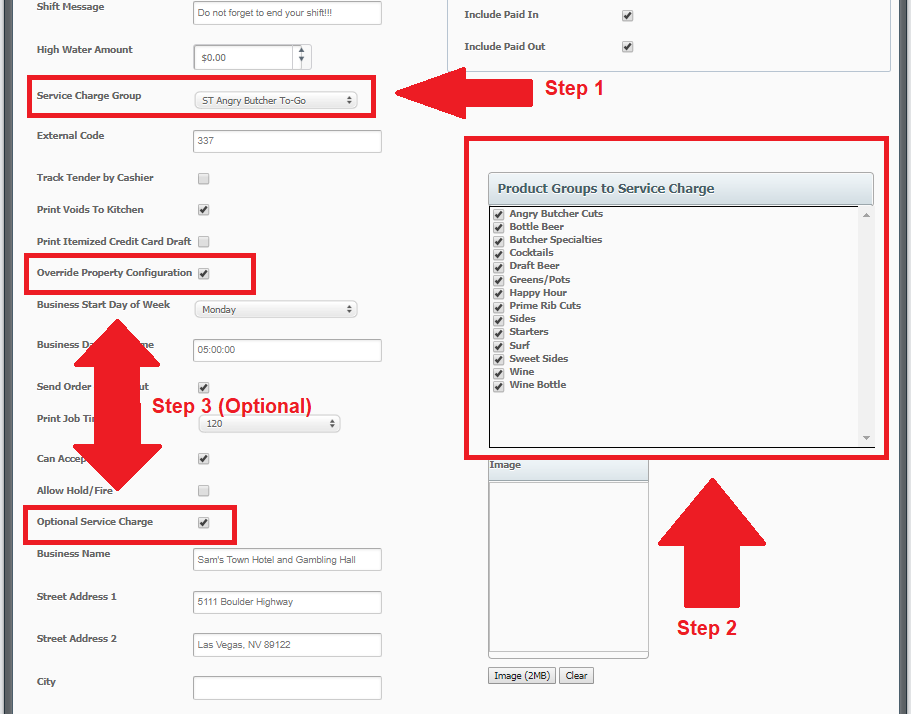 Shift Message
Do not forget to end your shift!!!
High Water Amount
$0.00
Service Charge Group
ST Angry Butcher To-Go
External Code
337
Track Tender by Cashier
Print Voids To Kitchen
Print Itemized Credit Card Draft
Override Property Configuration
Business Start Day of Week
Monday
Business Da me
05:00:00
Send Order ut
Print Job Ti
120
Can Accep
Allow Hold/Fire
Optional Service Charge
Business Name
Sam's Town Hotel and Gambling Hall
Street Address 1
5111 Boulder Highway
Street Address 2
Las Vegas, NV 89122
City
Step 3 (Optional)
Include Paid In
Include Paid Out
Step 1
Product Groups to Service Charge
Angry Butcher Cuts
Bottle Beer
Butcher Specialties
Cocktails
Draft Beer
Greens/Pots
Happy Hour
Prime Rib Cuts
Sides
Starters
Surf
Sweet Sides
Wine
Wine Bottle
Image
Step 2
Image (2MB)
Clear